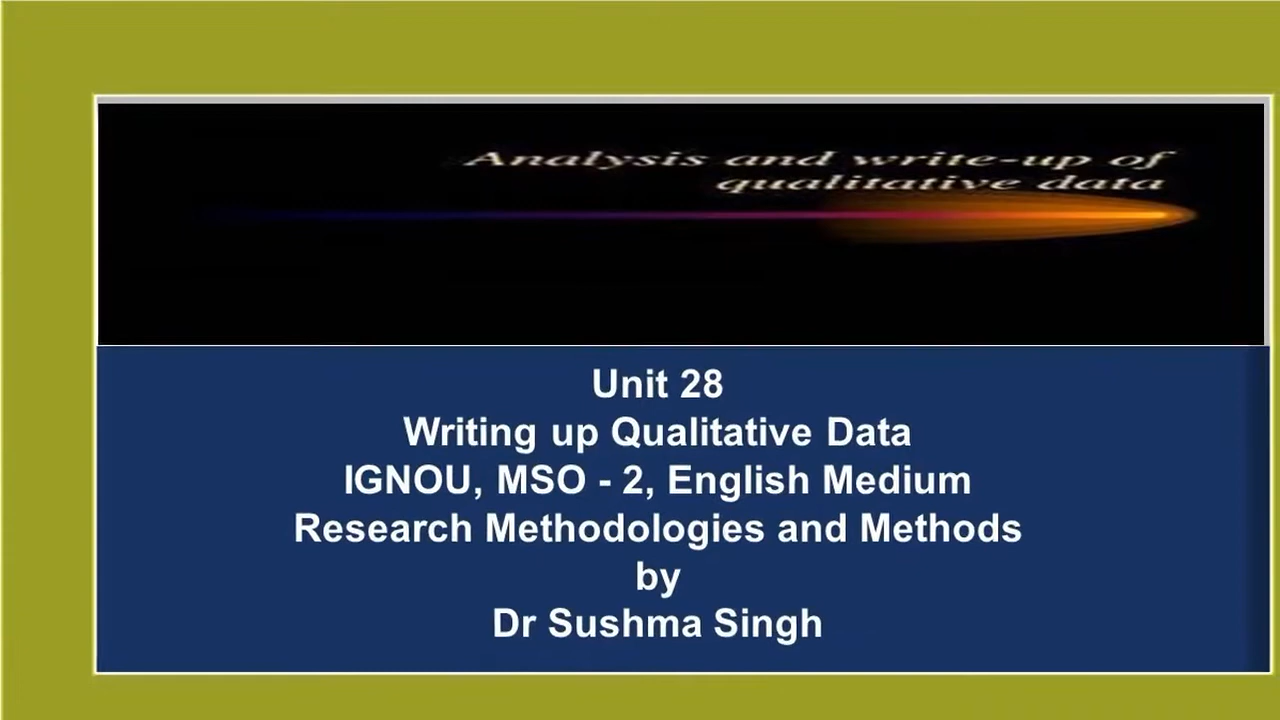 Analysis and write-up of
qualitative data
Unit 28
Writing up Qualitative Data
IGNOU, MSO - 2, English Medium
Research Methodologies and Methods
by
Dr Sushma Singh